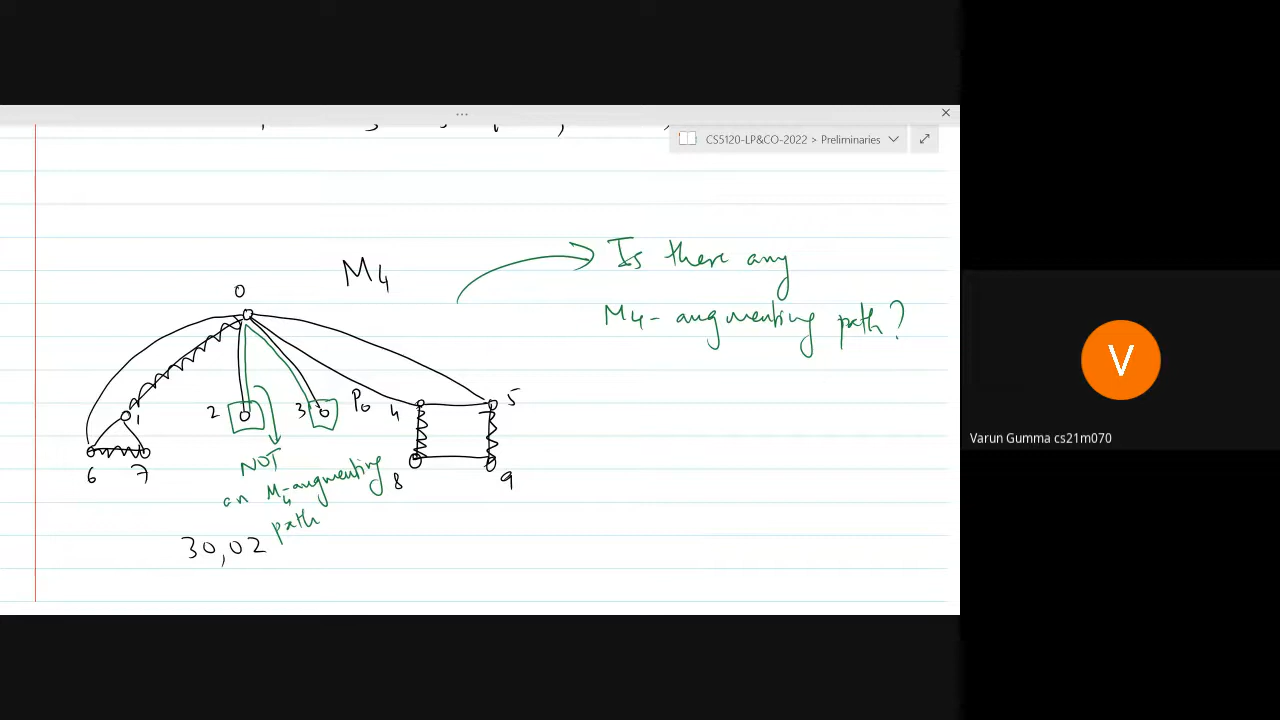 CS5120-LP&CO-2022 > Preliminaries
M4
Is there any
M4-augmenting path?
0
1
2
3
P0
4
5
6
7
8
9
NOT
an M4-augmenting
path
30,02
V
Varun Gumma cs21m070